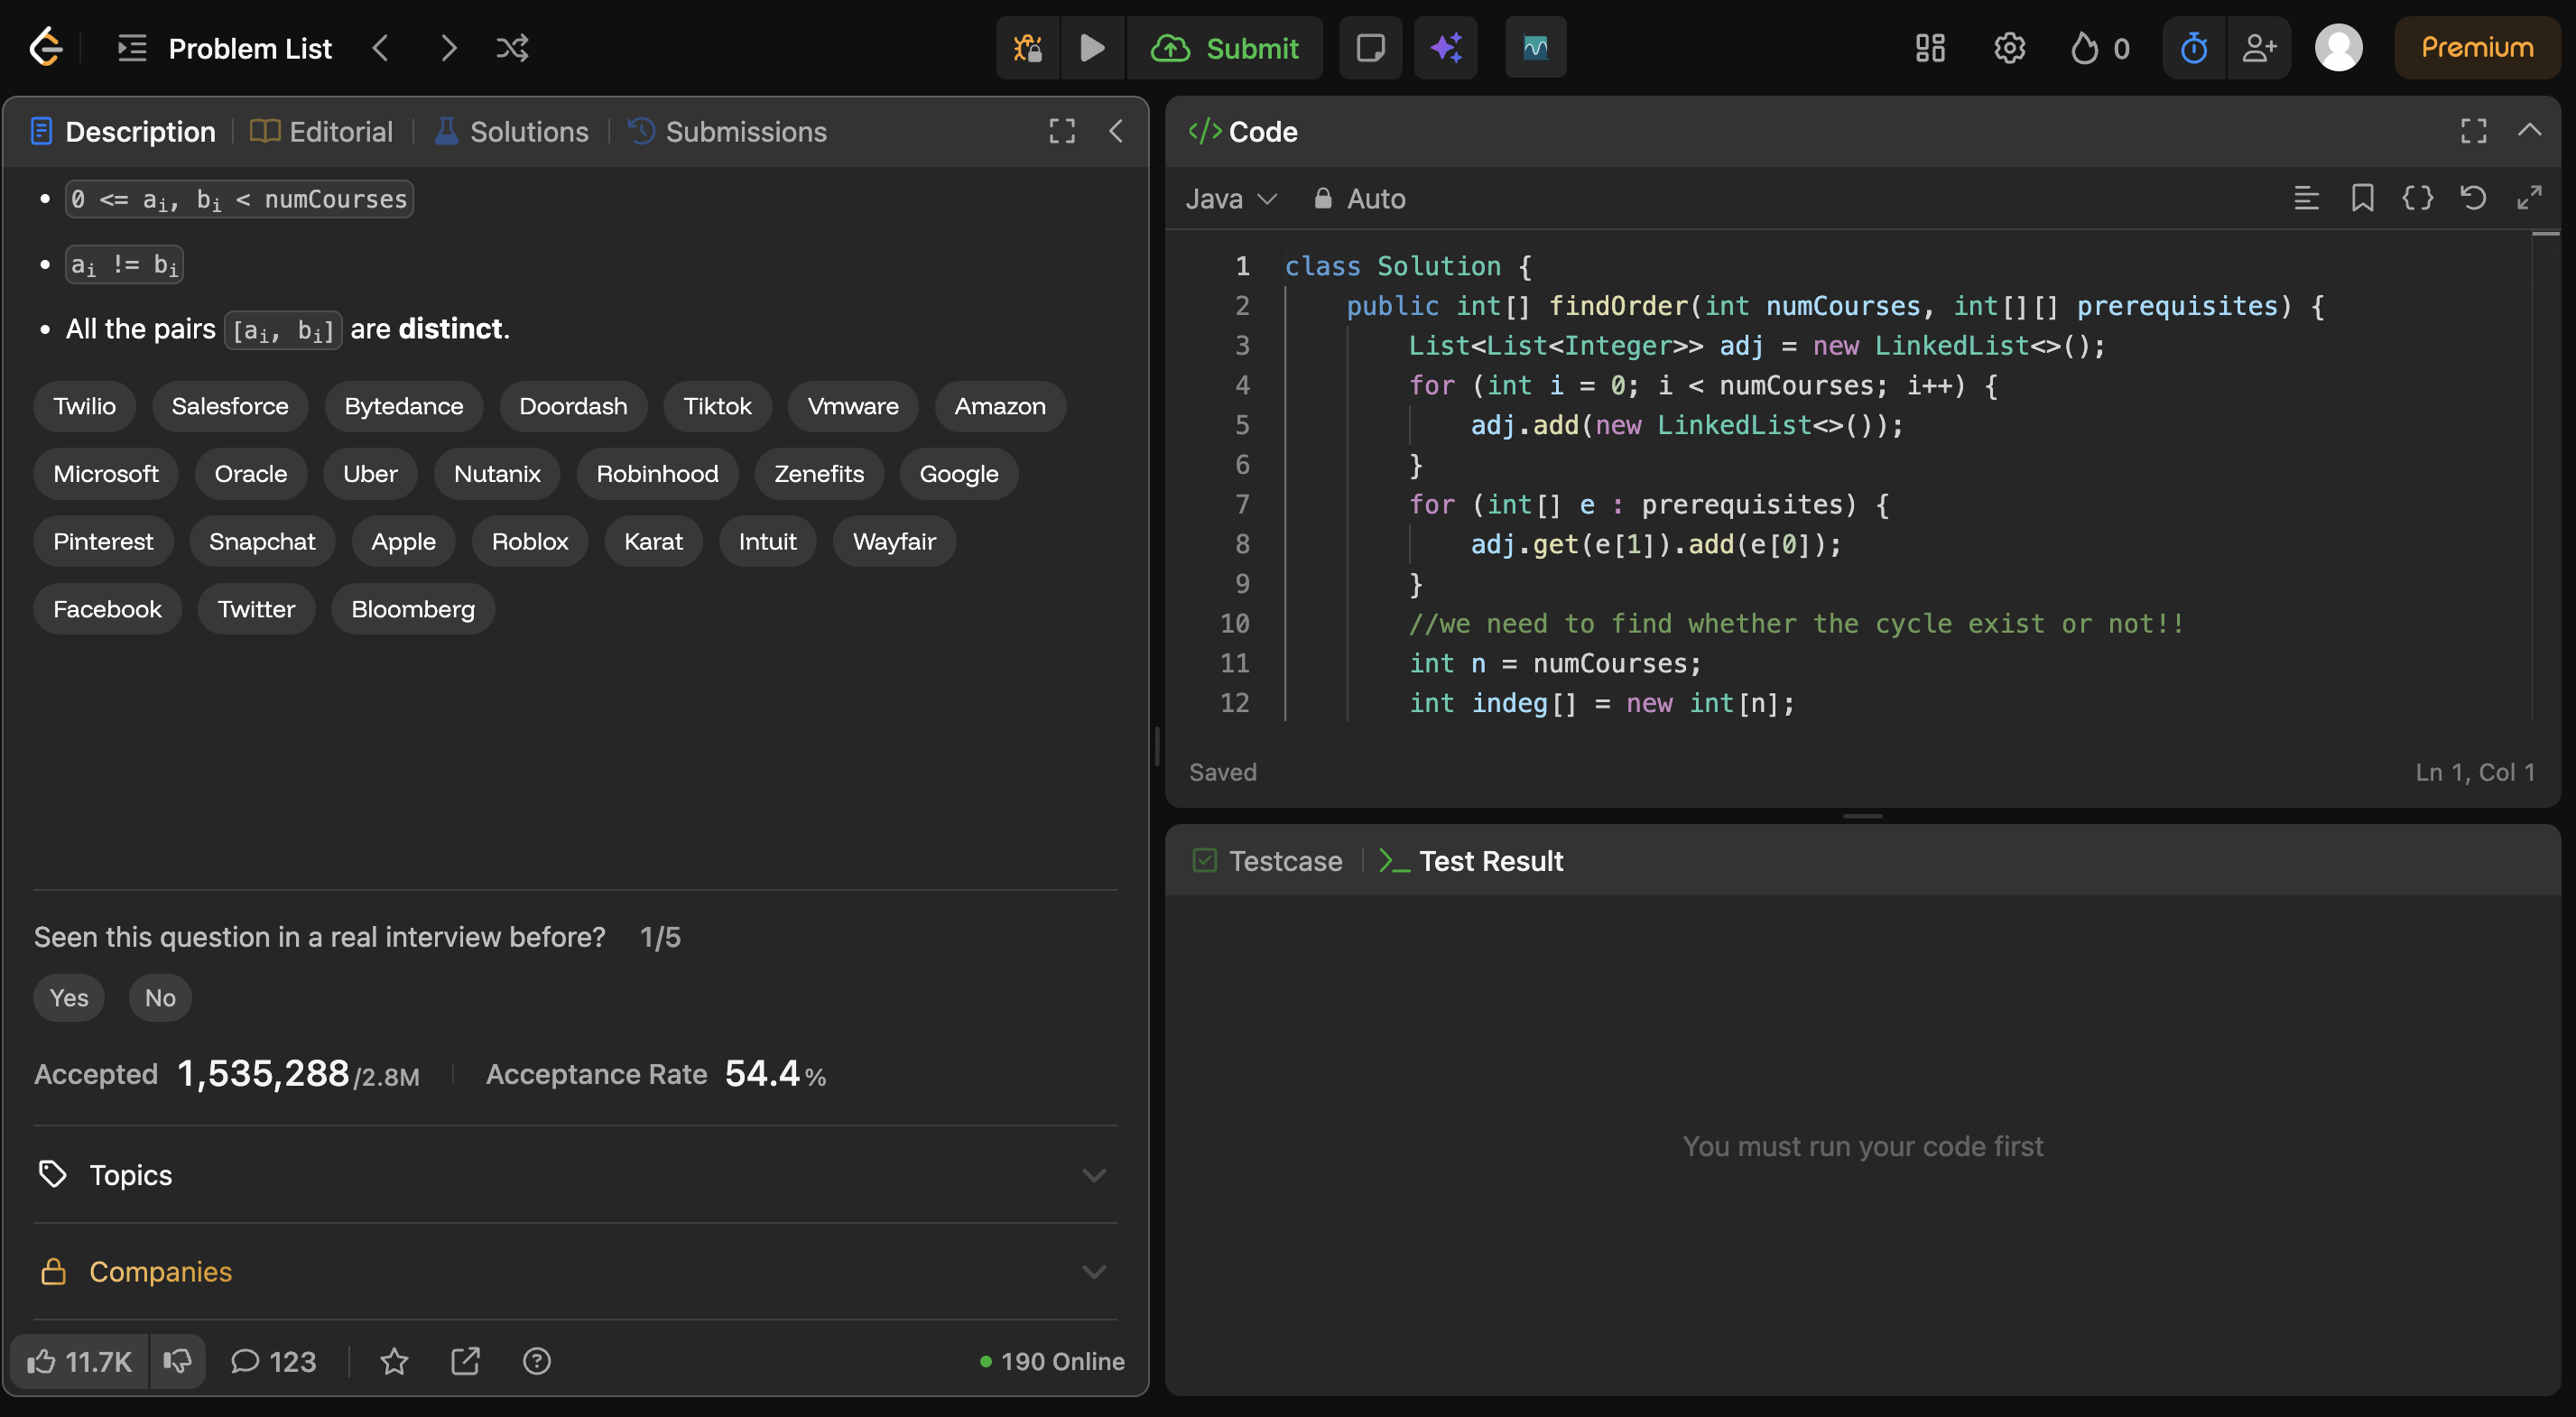 Problem List
Submit
0
Premium
Description
Editorial
Solutions
Submissions
0 <= ai, bi < numCourses
ai != bi
All the pairs [ai, bi] are distinct.
Twilio Salesforce Bytedance Doordash Tiktok Vmware Amazon
Microsoft Oracle Uber Nutanix Robinhood Zenefits Google
Pinterest Snapchat Apple Roblox Karat Intuit Wayfair
Facebook Twitter Bloomberg
Seen this question in a real interview before? 1/5
Yes No
Accepted 1,535,288/2.8M Acceptance Rate 54.4%
Topics
Companies
11.7K 123 190 Online
Code
Java Auto
1 class Solution {
2 public int[] findOrder(int numCourses, int[][] prerequisites) {
3 List<List<Integer>> adj = new LinkedList<>();
4 for (int i = 0; i < numCourses; i++) {
5 adj.add(new LinkedList<>());
6 }
7 for (int[] e : prerequisites) {
8 adj.get(e[1]).add(e[0]);
9 }
10 //we need to find whether the cycle exist or not!!
11 int n = numCourses;
12 int indeg[] = new int[n];
Saved Ln 1, Col 1
Testcase
Test Result
You must run your code first